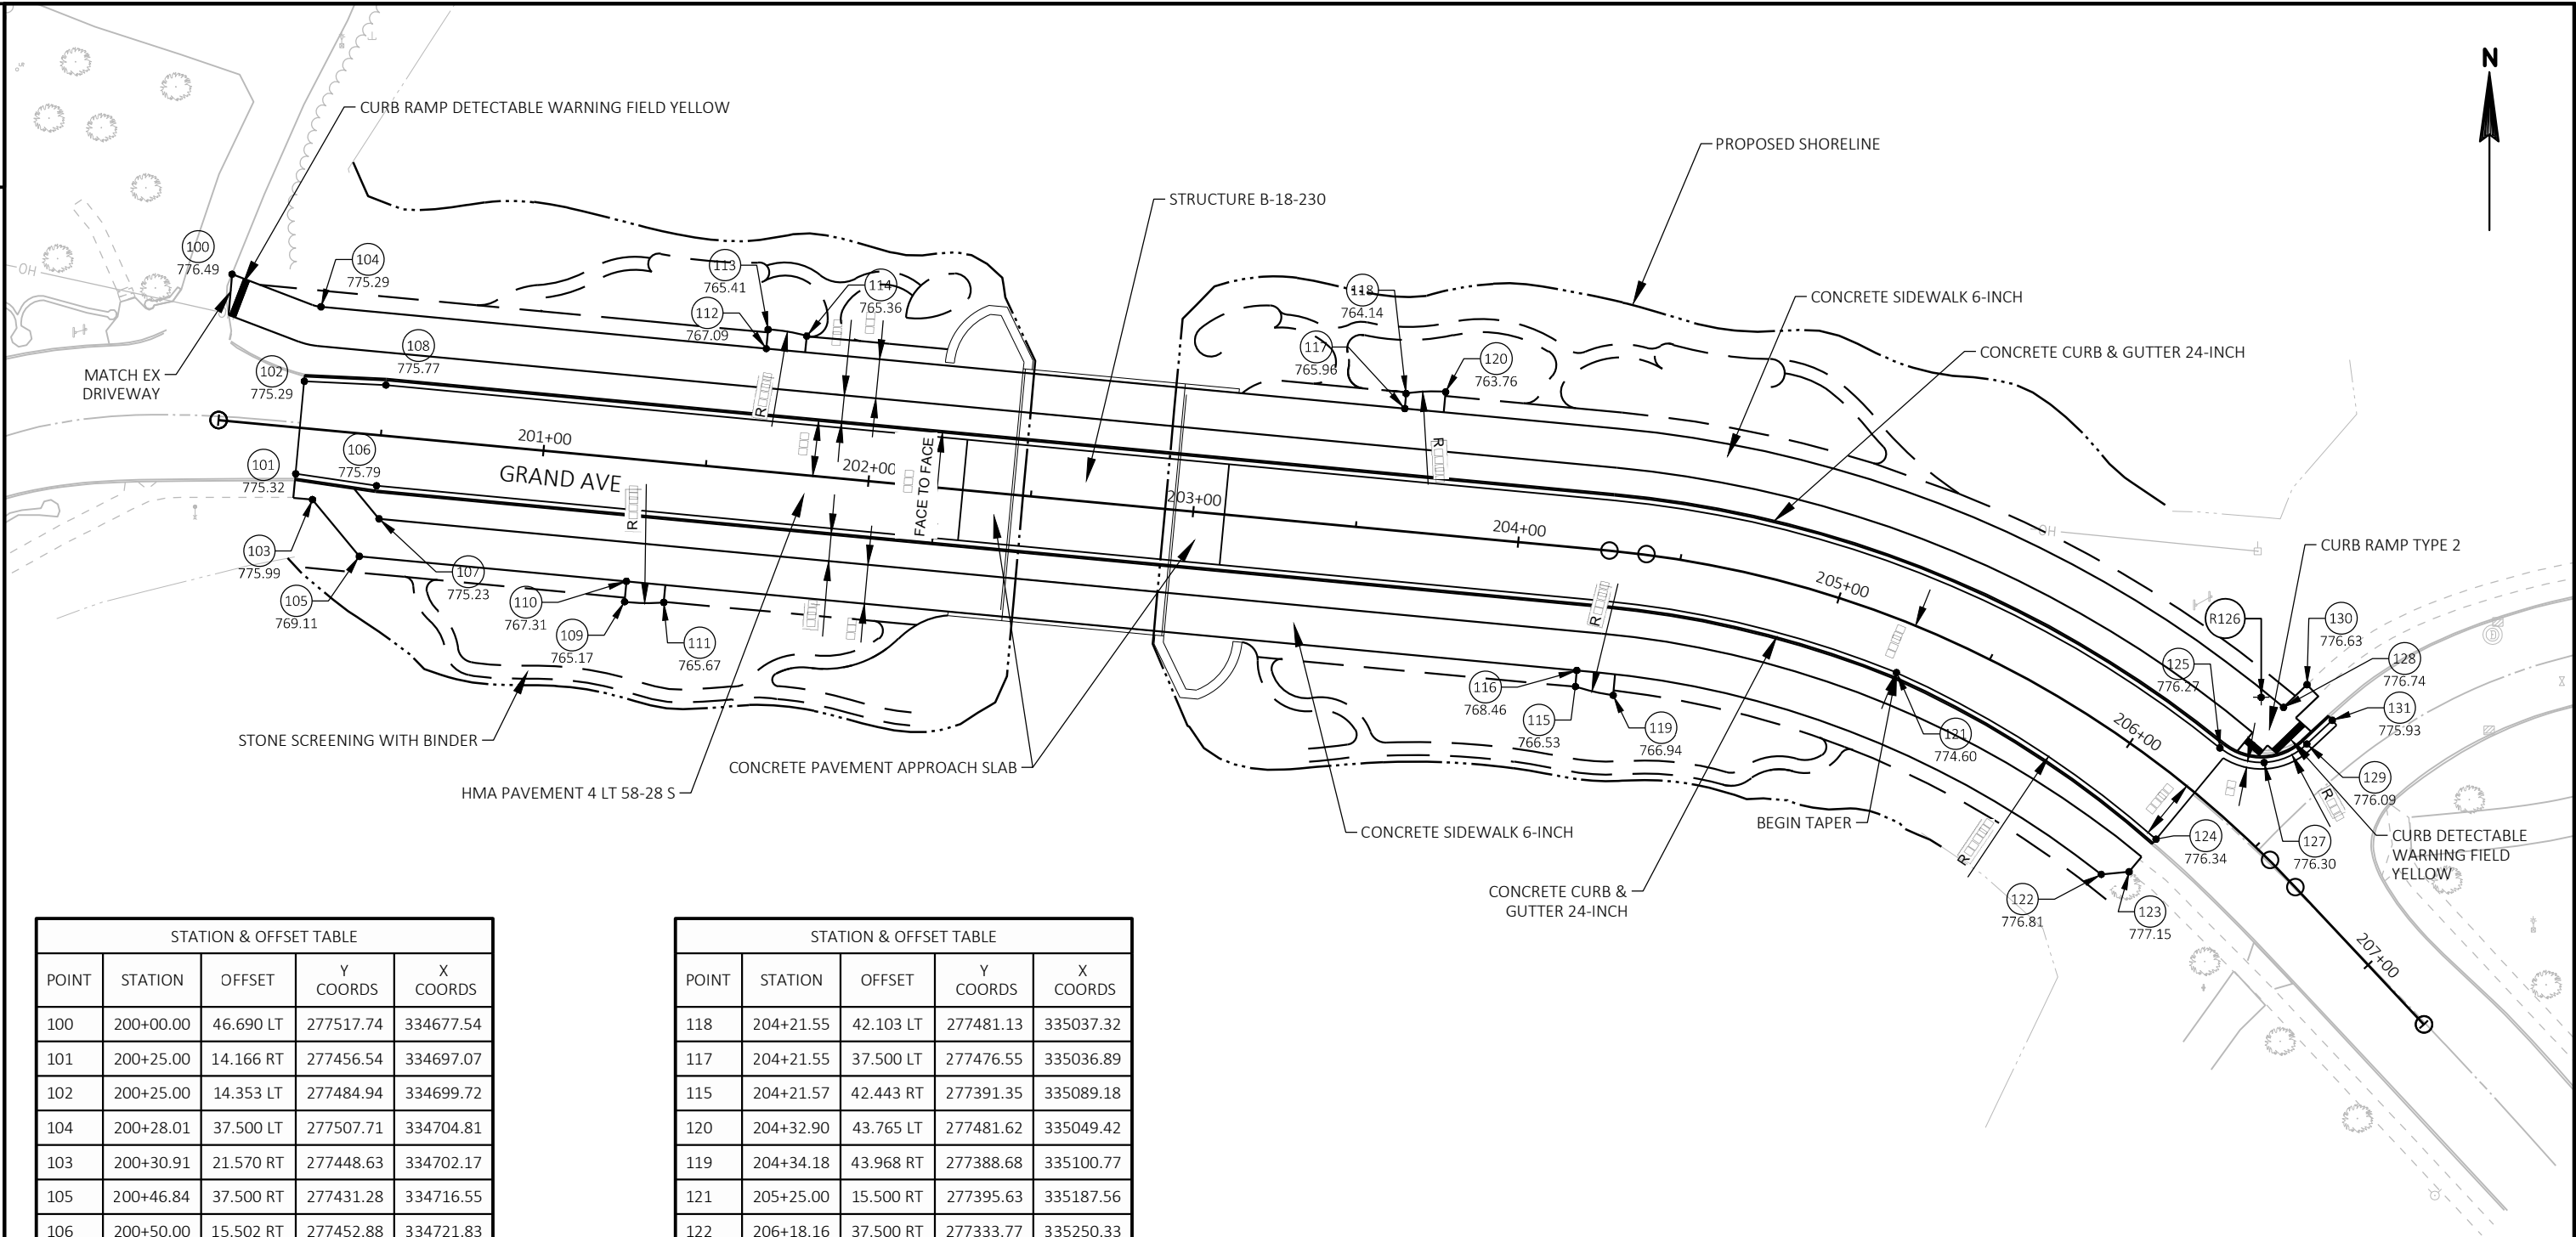 N
CURB RAMP DETECTABLE WARNING FIELD YELLOW
PROPOSED SHORELINE
STRUCTURE B-18-230
100
776.49
104
775.29
OH
113
765.41
114
765.36
112
767.09
118
764.14
CONCRETE SIDEWALK 6-INCH
117
765.96
120
763.76
CONCRETE CURB & GUTTER 24-INCH
MATCH EX
DRIVEWAY
102
775.29
108
775.77
R
R
201+00
202+00
203+00
204+00
205+00
206+00
207+00
GRAND AVE
FACE TO FACE
101
775.32
106
775.79
R
103
775.99
107
775.23
105
769.11
110
767.31
109
765.17
111
765.67
R
OH
CURB RAMP TYPE 2
R126
130
776.63
128
776.74
125
776.27
131
775.93
116
768.46
115
766.53
119
766.94
121
774.60
129
776.09
R
STONE SCREENING WITH BINDER
CONCRETE PAVEMENT APPROACH SLAB
HMA PAVEMENT 4 LT 58-28 S
CONCRETE SIDEWALK 6-INCH
BEGIN TAPER
CONCRETE CURB &
GUTTER 24-INCH
R
124
776.34
127
776.30
CURB DETECTABLE
WARNING FIELD
YELLOW
122
776.81
123
777.15
STATION & OFFSET TABLE
POINT STATION OFFSET Y COORDS X COORDS
100 200+00.00 46.690 LT 277517.74 334677.54
101 200+25.00 14.166 RT 277456.54 334697.07
102 200+25.00 14.353 LT 277484.94 334699.72
104 200+28.01 37.500 LT 277507.71 334704.81
103 200+30.91 21.570 RT 277448.63 334702.17
105 200+46.84 37.500 RT 277431.28 334716.55
106 200+50.00 15.502 RT 277452.88 334721.83
STATION & OFFSET TABLE
POINT STATION OFFSET Y COORDS X COORDS
118 204+21.55 42.103 LT 277481.13 335037.32
117 204+21.55 37.500 LT 277476.55 335036.89
115 204+21.57 42.443 RT 277391.35 335089.18
120 204+32.90 43.765 LT 277481.62 335049.42
119 204+34.18 43.968 RT 277388.68 335100.77
121 205+25.00 15.500 RT 277395.63 335187.56
122 206+18.16 37.500 RT 277333.77 335250.33